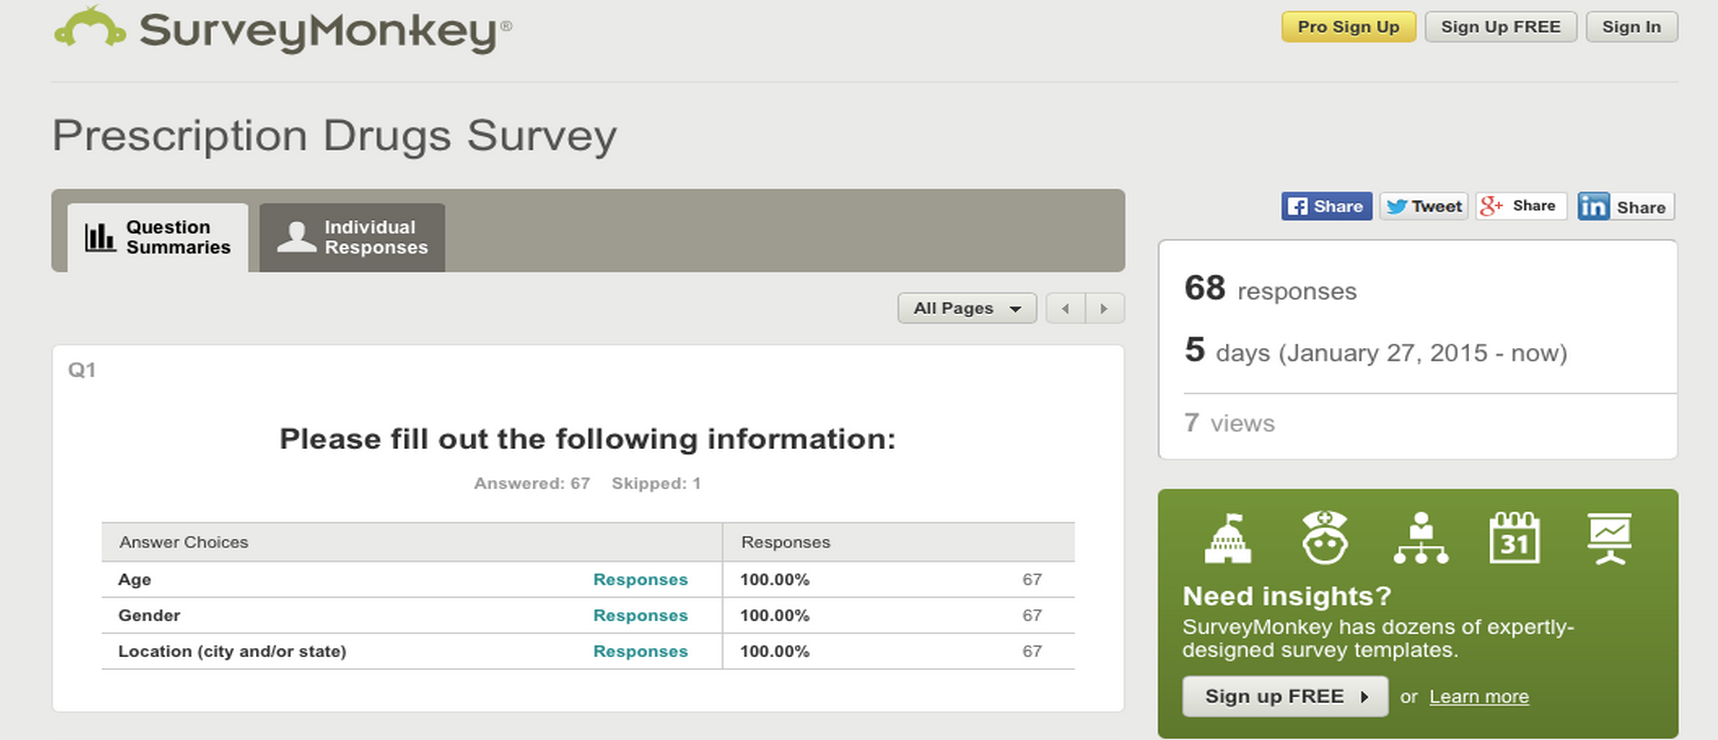 SurveyMonkey®
Pro Sign Up
Sign Up FREE
Sign In
Prescription Drugs Survey
Question
Summaries
Individual
Responses
Share
Tweet
Share
Share
All Pages
68 responses
5 days (January 27, 2015 - now)
7 views
Q1
Please fill out the following information:
Answered: 67 Skipped: 1
Answer Choices Responses
Age Responses 100.00% 67
Gender Responses 100.00% 67
Location (city and/or state) Responses 100.00% 67
31
Need insights?
SurveyMonkey has dozens of expertly-
designed survey templates.
Sign up FREE or Learn more